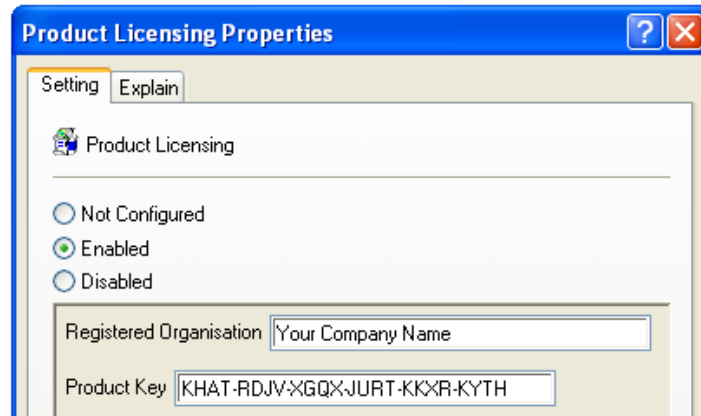 Product Licensing Properties
Setting Explain
Product Licensing
Not Configured
Enabled
Disabled
Registered Organisation Your Company Name
Product Key KHAT-RDJV-XGQX-JURT-KKXR-KYTH